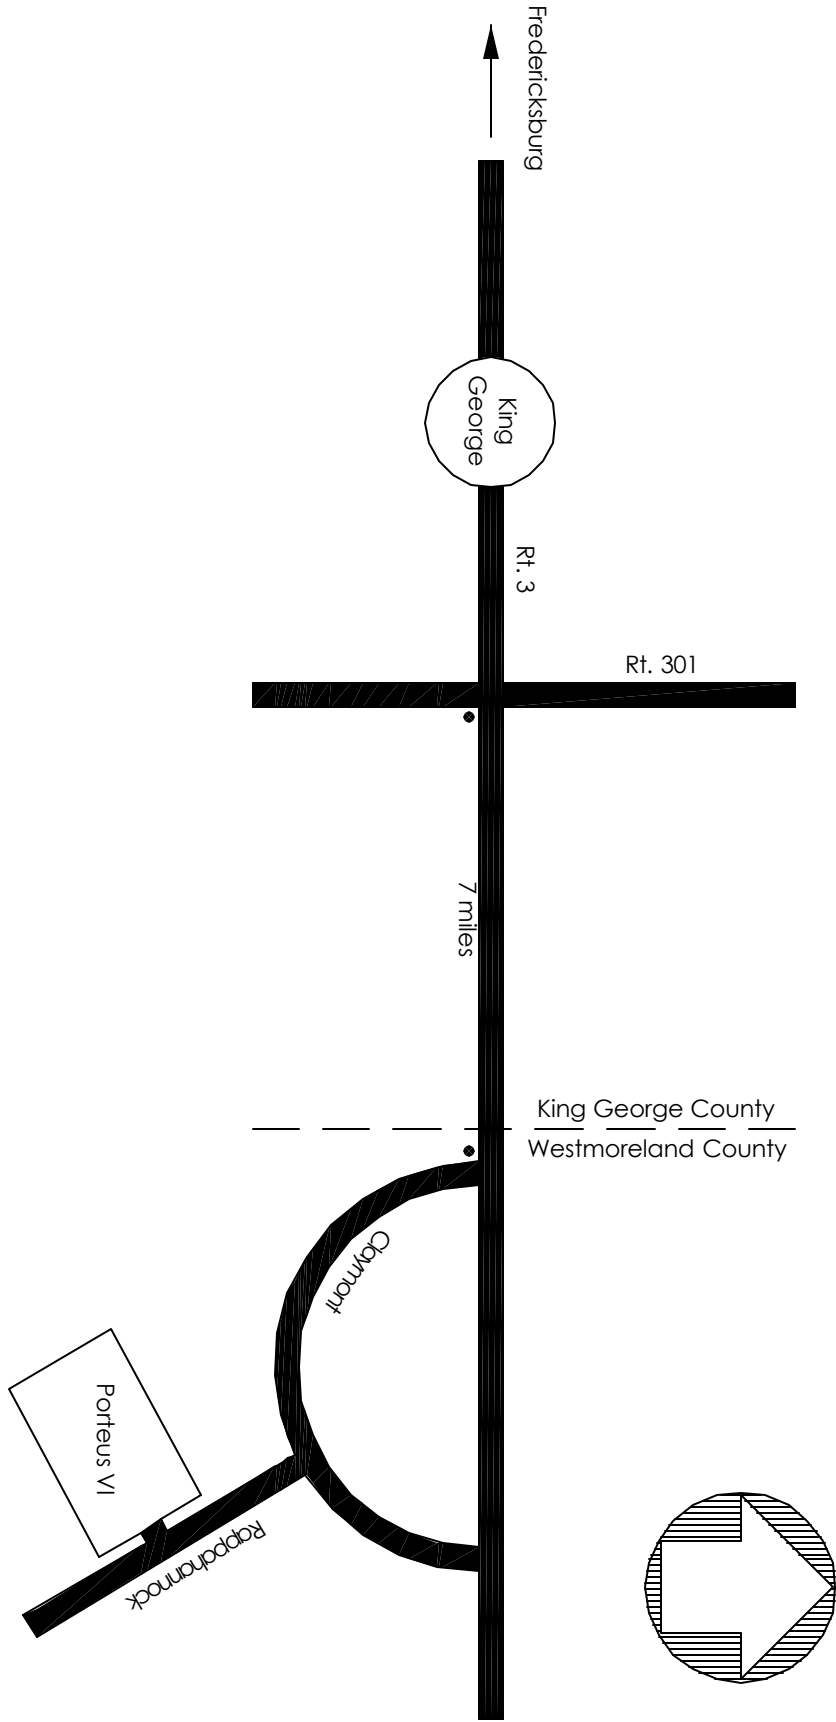 Fredericksburg
King
George
Rt. 3
Rt. 301
7 miles
King George County
Westmoreland County
Claymont
Porteus VI
Rappahannock